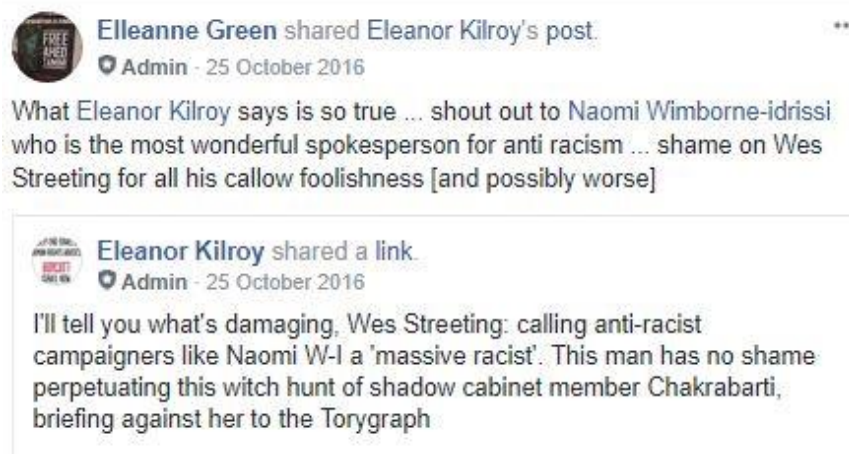 Elleanne Green shared Eleanor Kilroy's post.
Admin · 25 October 2016
What Eleanor Kilroy says is so true ... shout out to Naomi Wimborne-idrissi
who is the most wonderful spokesperson for anti racism ... shame on Wes
Streeting for all his callow foolishness [and possibly worse]
Eleanor Kilroy shared a link.
Admin · 25 October 2016
I'll tell you what's damaging, Wes Streeting: calling anti-racist
campaigners like Naomi W-I a 'massive racist'. This man has no shame
perpetuating this witch hunt of shadow cabinet member Chakrabarti,
briefing against her to the Torygraph